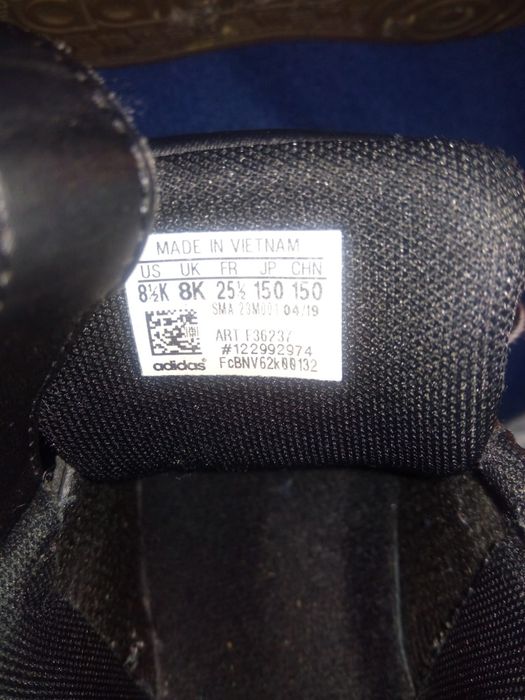 MADE IN VIETNAM
US UK FR JP CHN
8½K 8K 25½ 150 150
SMA 23M001 04/19
ART F36237
#122992974
adidas FcBNV62k00132